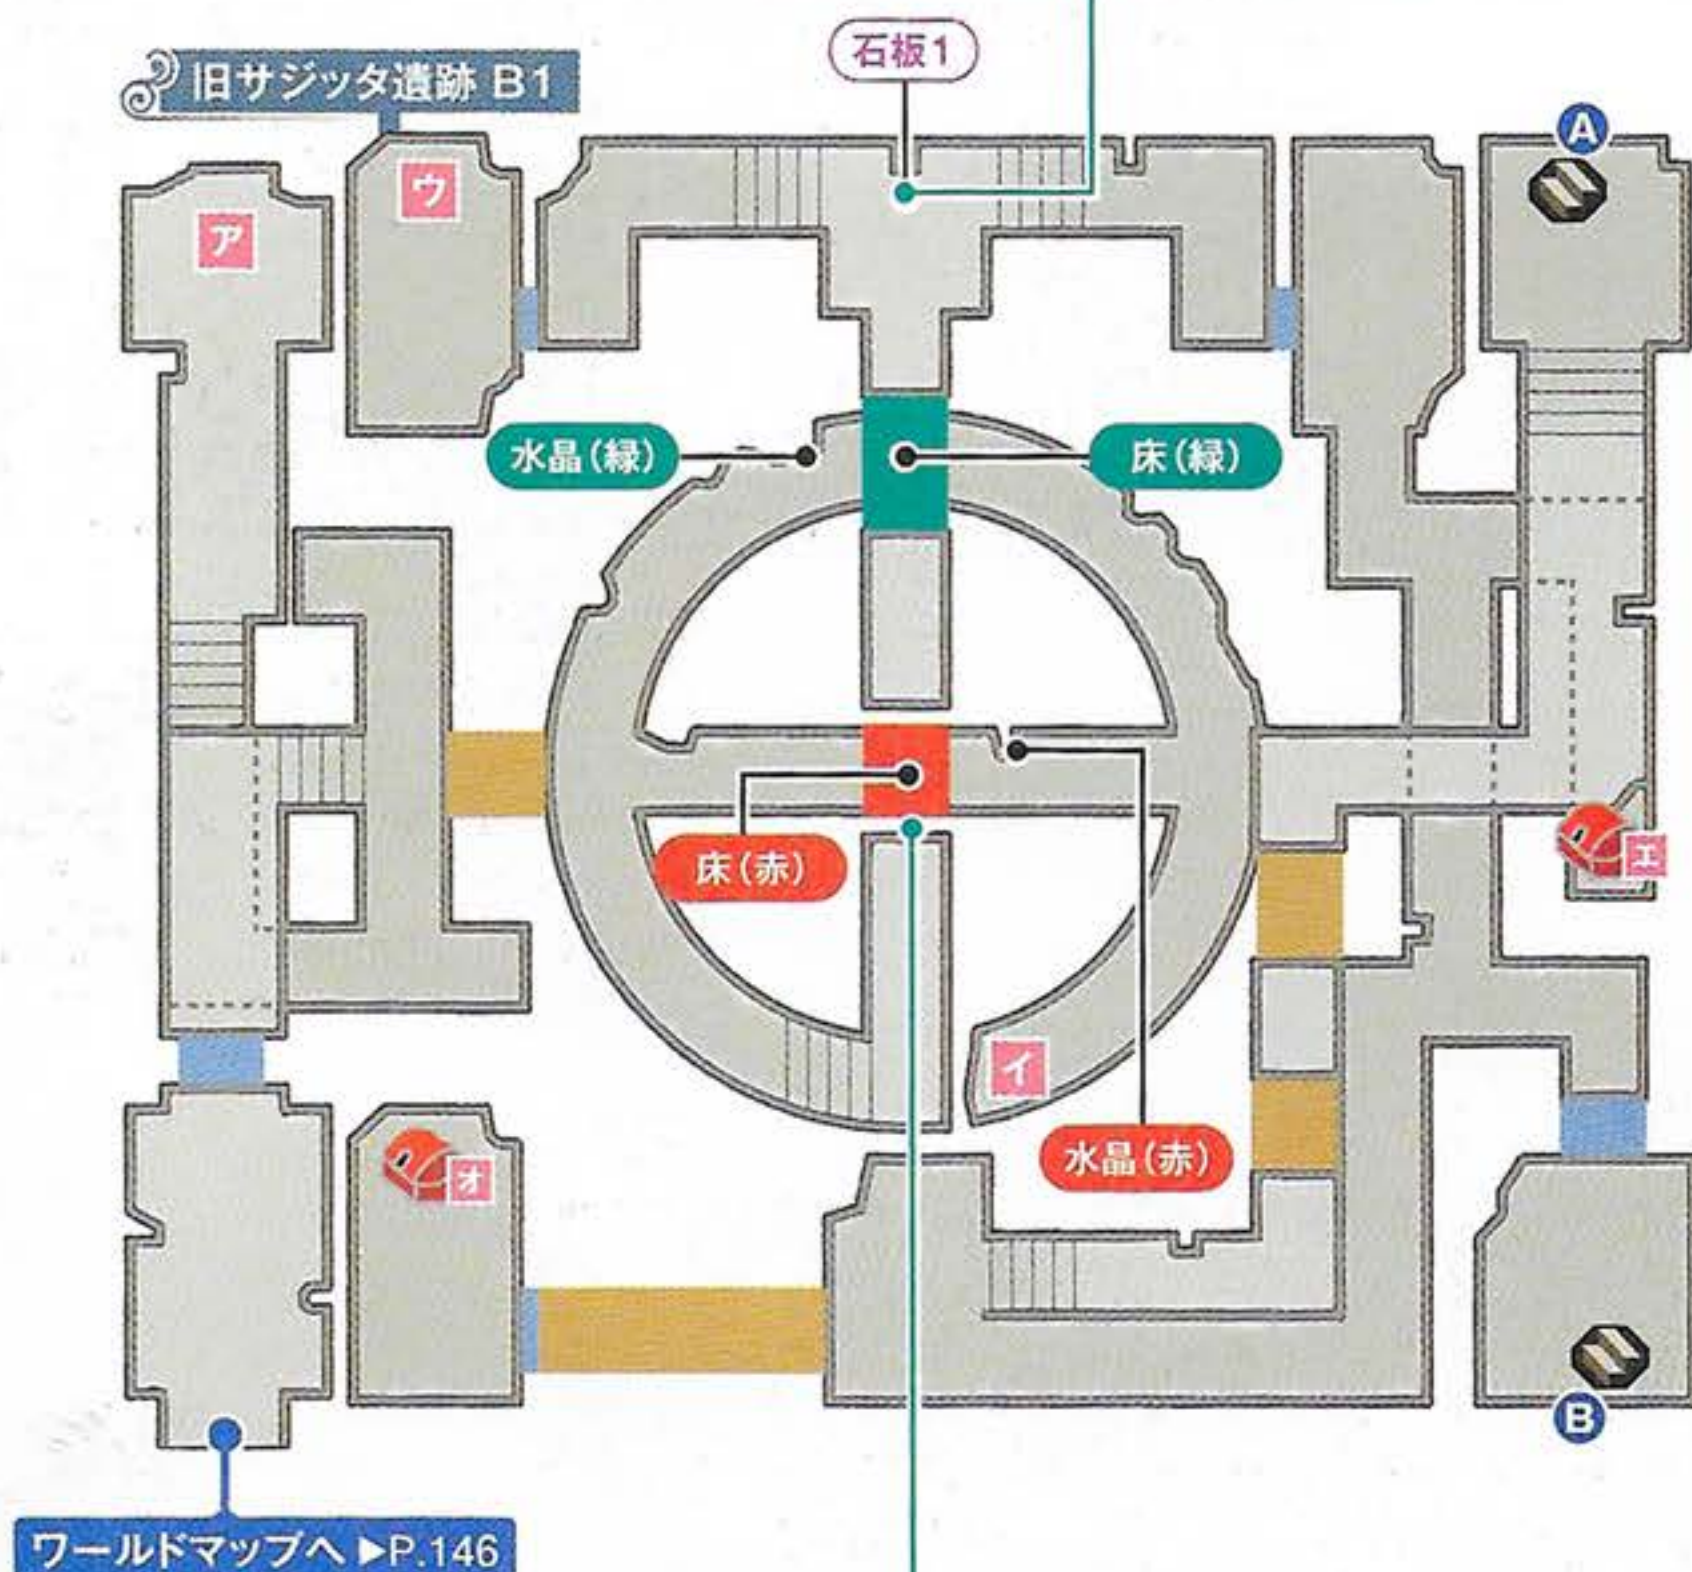 石板1
旧サジッタ遺跡 B1
A
ウ
ア
水晶(緑)
床(緑)
床(赤)
エ
イ
水晶(赤)
オ
B
ワールドマップへ ▶P.146